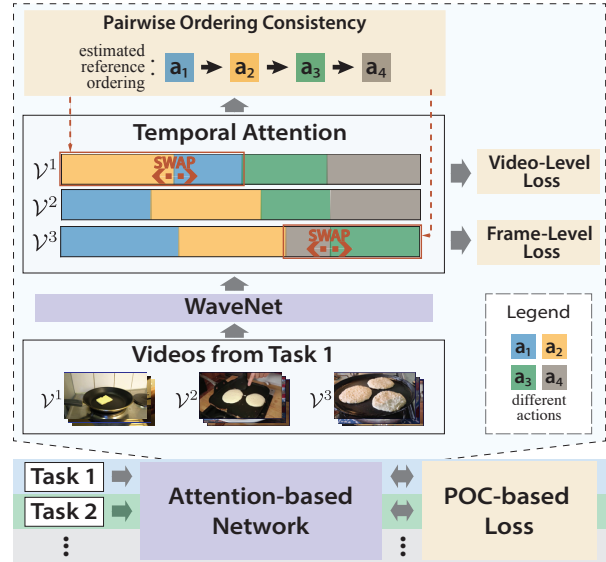 Pairwise Ordering Consistency
estimated
reference
ordering
:
a1 a2 a3 a4
Temporal Attention
V1
SWAP
V2
V3
SWAP
Video-Level
Loss
Frame-Level
Loss
WaveNet
Videos from Task 1
V1 V2 V3
Legend
a1 a2
a3 a4
different
actions
Task 1
Task 2
Attention-based
Network
POC-based
Loss